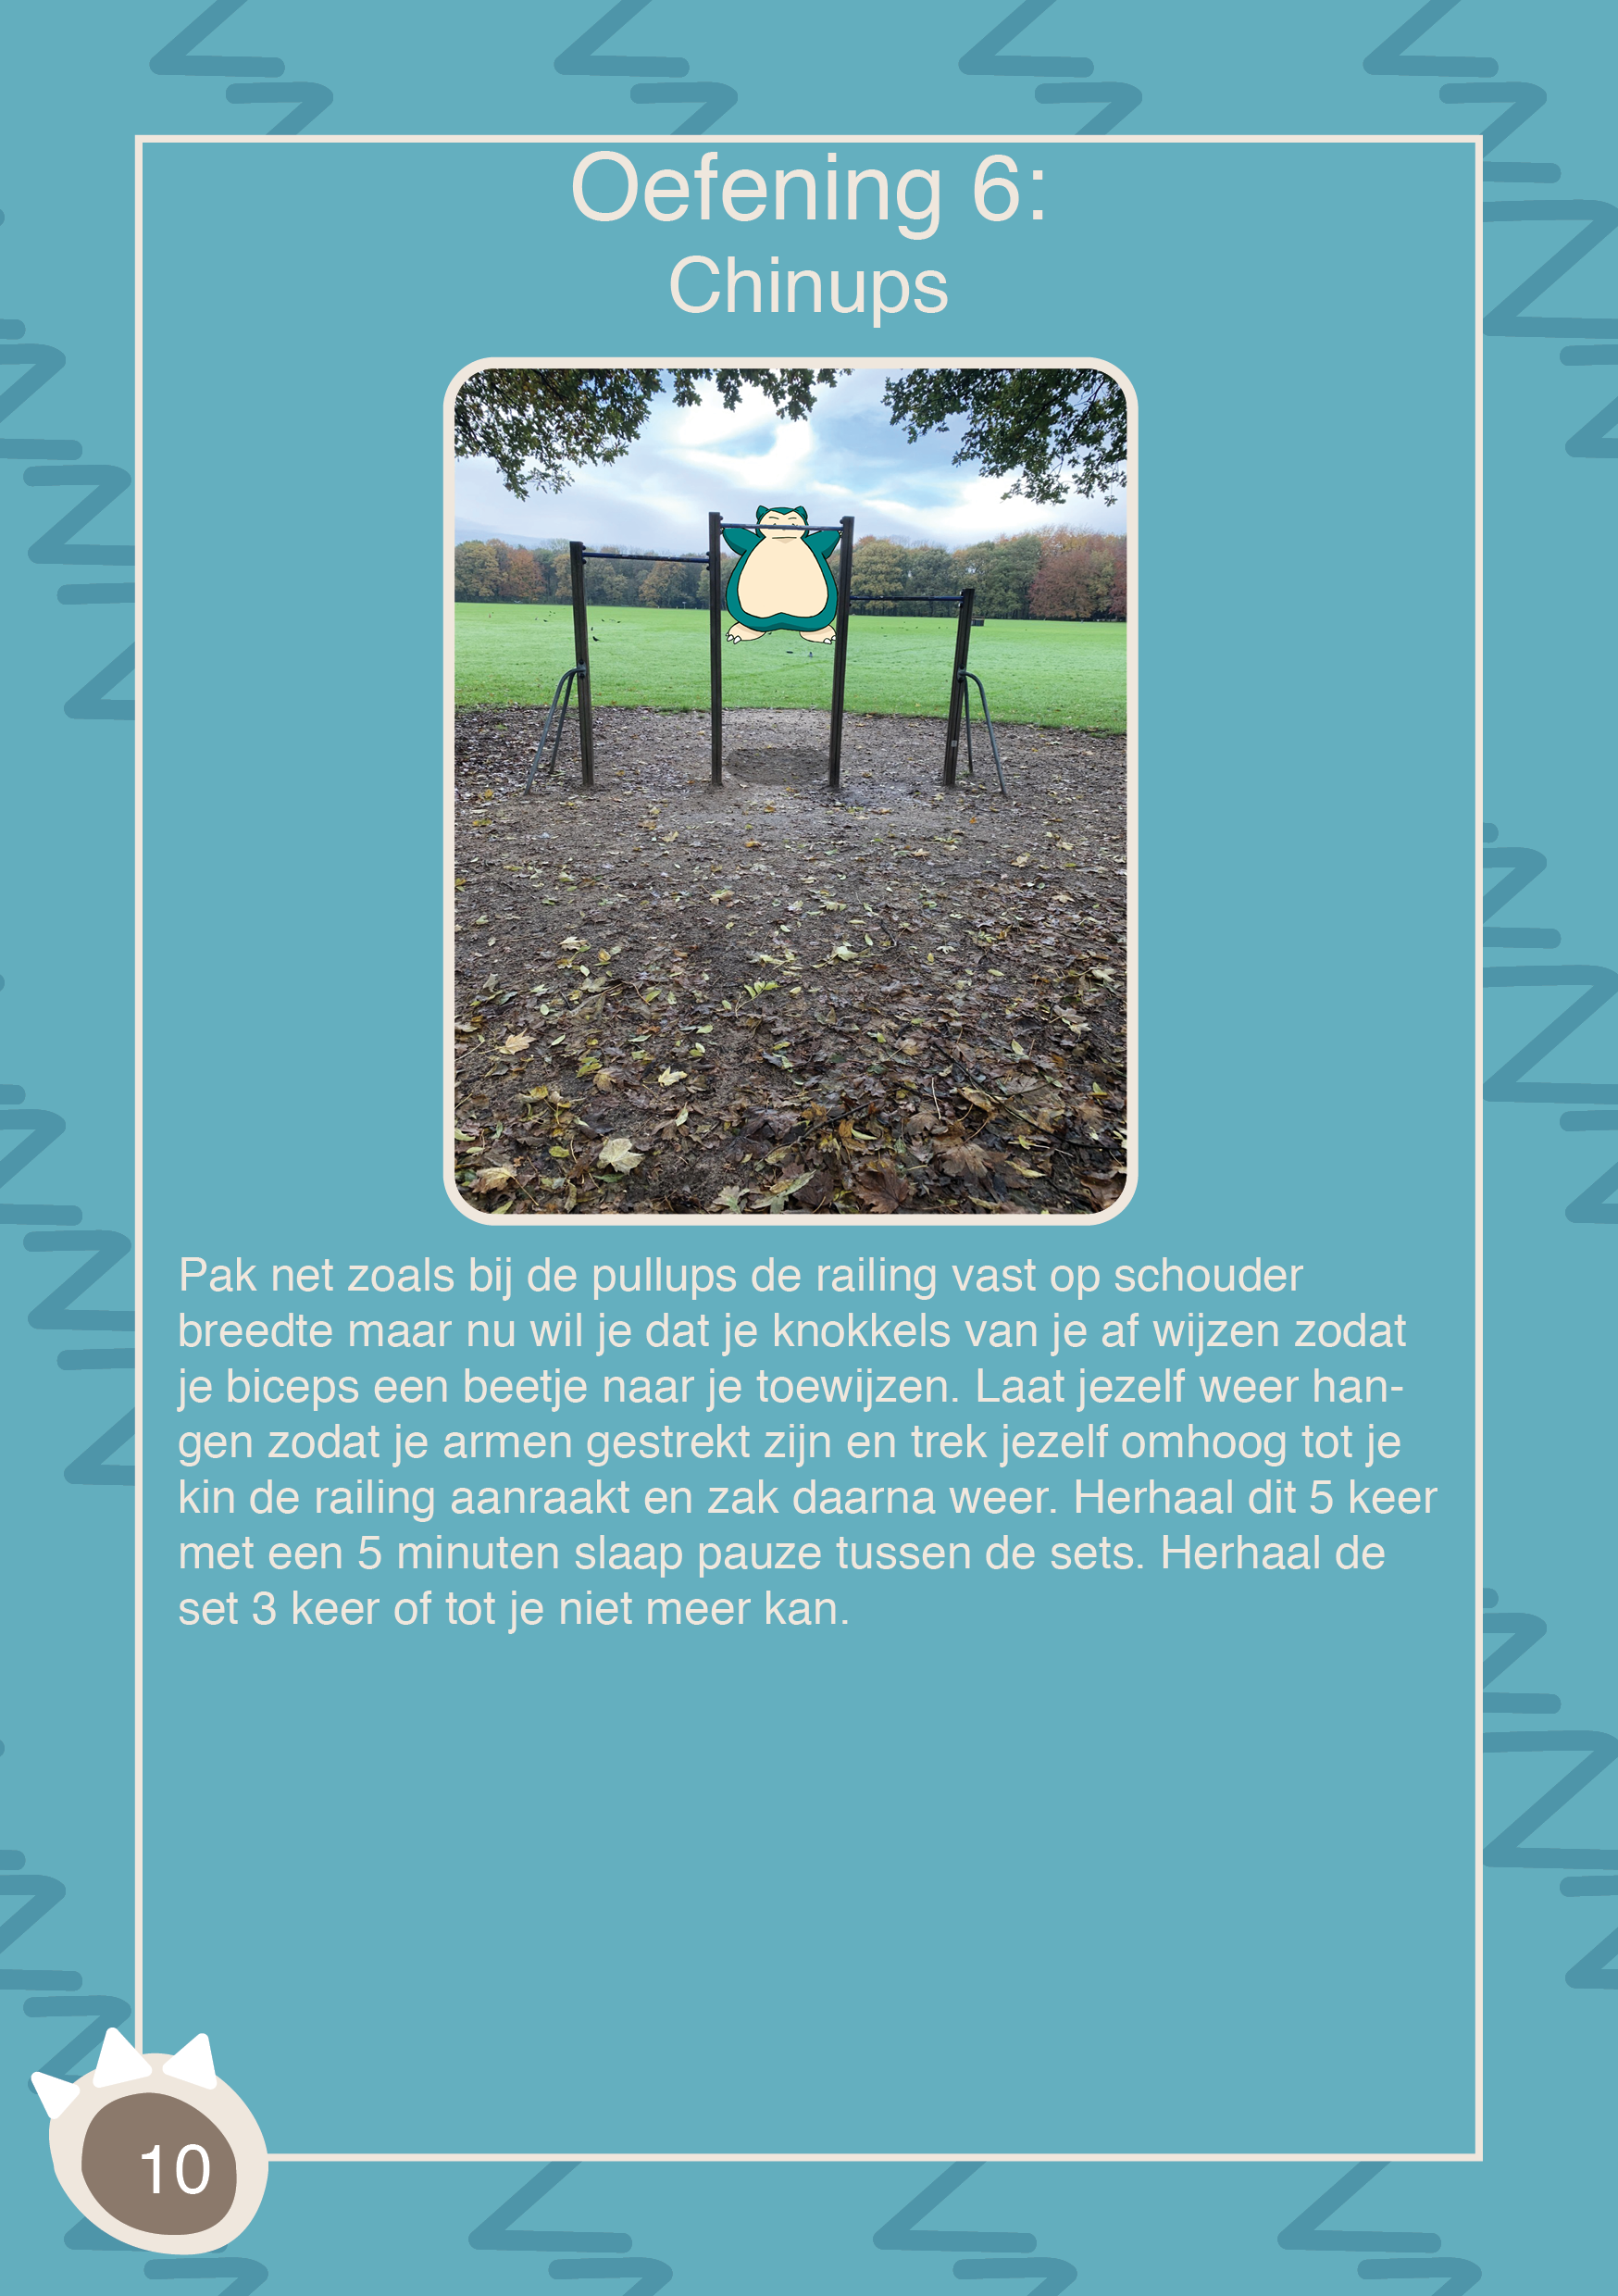 Oefening 6:
Chinups
Pak net zoals bij de pullups de railing vast op schouder
breedte maar nu wil je dat je knokkels van je af wijzen zodat
je biceps een beetje naar je toewijzen. Laat jezelf weer han-
gen zodat je armen gestrekt zijn en trek jezelf omhoog tot je
kin de railing aanraakt en zak daarna weer. Herhaal dit 5 keer
met een 5 minuten slaap pauze tussen de sets. Herhaal de
set 3 keer of tot je niet meer kan.
10